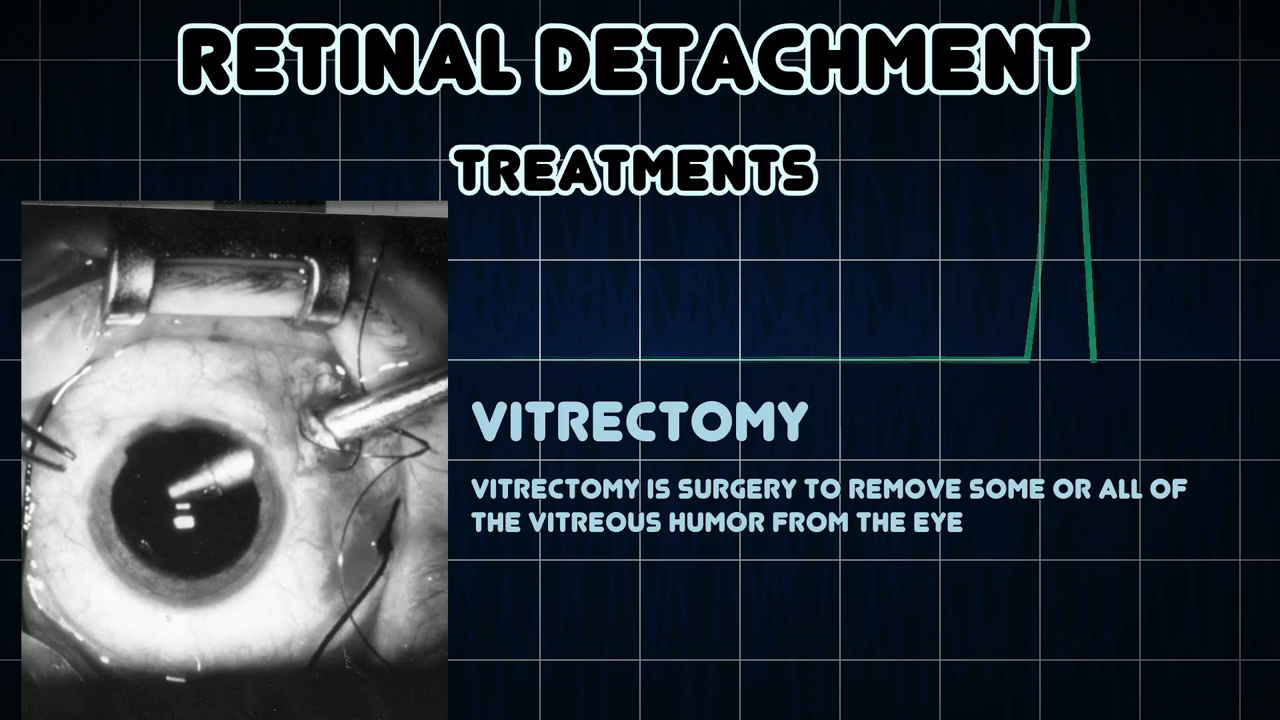 RETINAL DETACHMENT
TREATMENTS
VITRECTOMY
VITRECTOMY IS SURGERY TO REMOVE SOME OR ALL OF
THE VITREOUS HUMOR FROM THE EYE